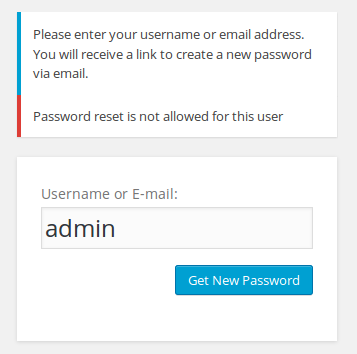 Please enter your username or email address.
You will receive a link to create a new password
via email.
Password reset is not allowed for this user
Username or E-mail:
admin
Get New Password